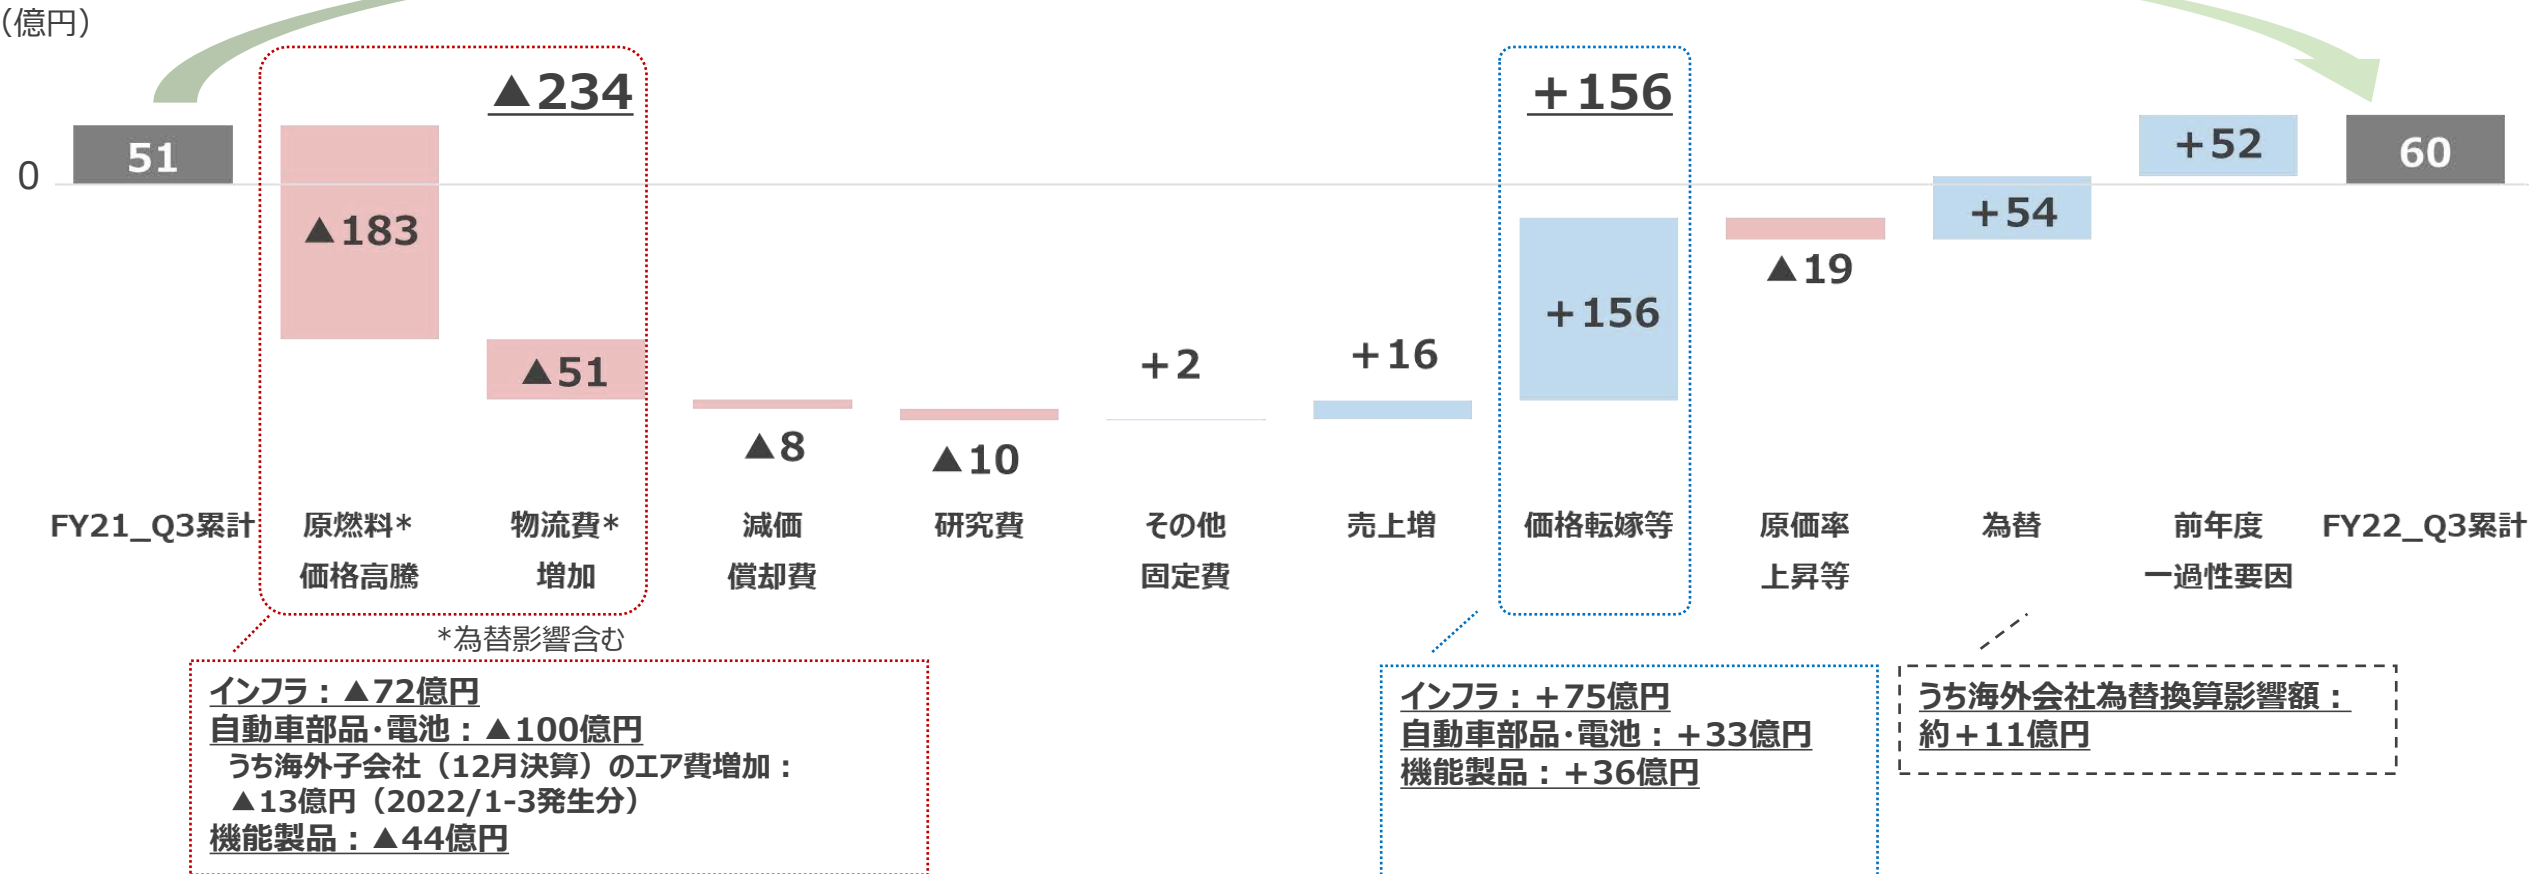 （億円）
▲234
＋156
51
0
▲183
▲51
▲8
▲10
＋2
＋16
＋156
▲19
＋54
＋52
60
FY21_Q3累計
原燃料*
価格高騰
物流費*
増加
減価
償却費
研究費
その他
固定費
売上増
価格転嫁等
原価率
上昇等
為替
前年度
一過性要因
FY22_Q3累計
*為替影響含む
インフラ：▲72億円
自動車部品・電池：▲100億円
うち海外子会社（12月決算）のエア費増加：
▲13億円（2022/1-3発生分）
機能製品：▲44億円
インフラ：＋75億円
自動車部品・電池：＋33億円
機能製品：＋36億円
うち海外会社為替換算影響額：
約＋11億円